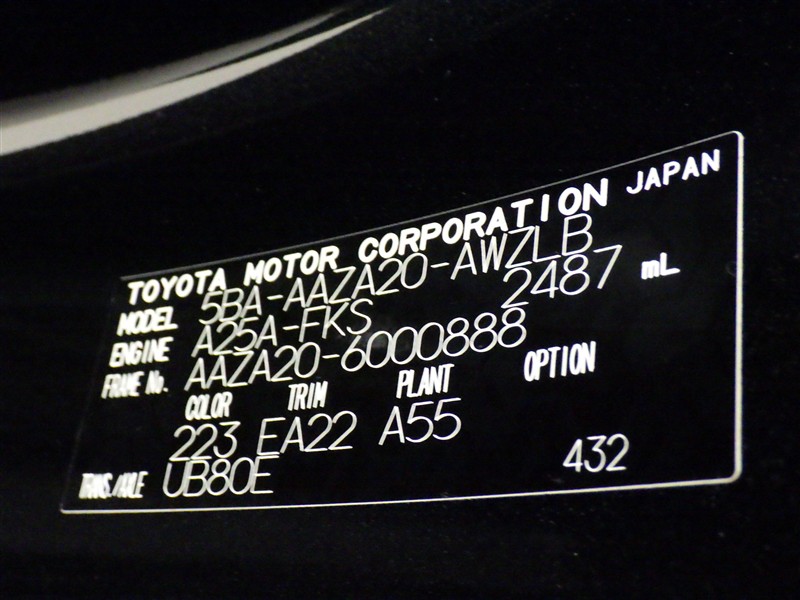 TOYOTA MOTOR CORPORATION JAPAN
MODEL 5BA-AAZA20-AWZLB
ENGINE A25A-FKS 2487 mL
FRAME No. AAZA20-6000888
COLOR TRIM PLANT OPTION
223 EA22 A55
TRANS./AXLE UB80E 432